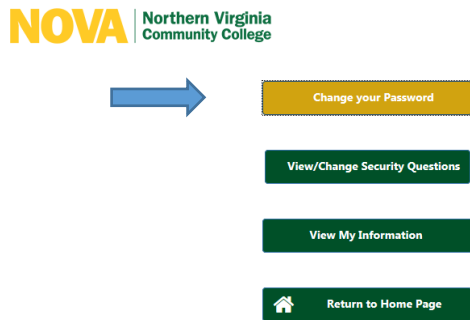 NOVA
Northern Virginia
Community College
Change your Password
View/Change Security Questions
View My Information
Return to Home Page